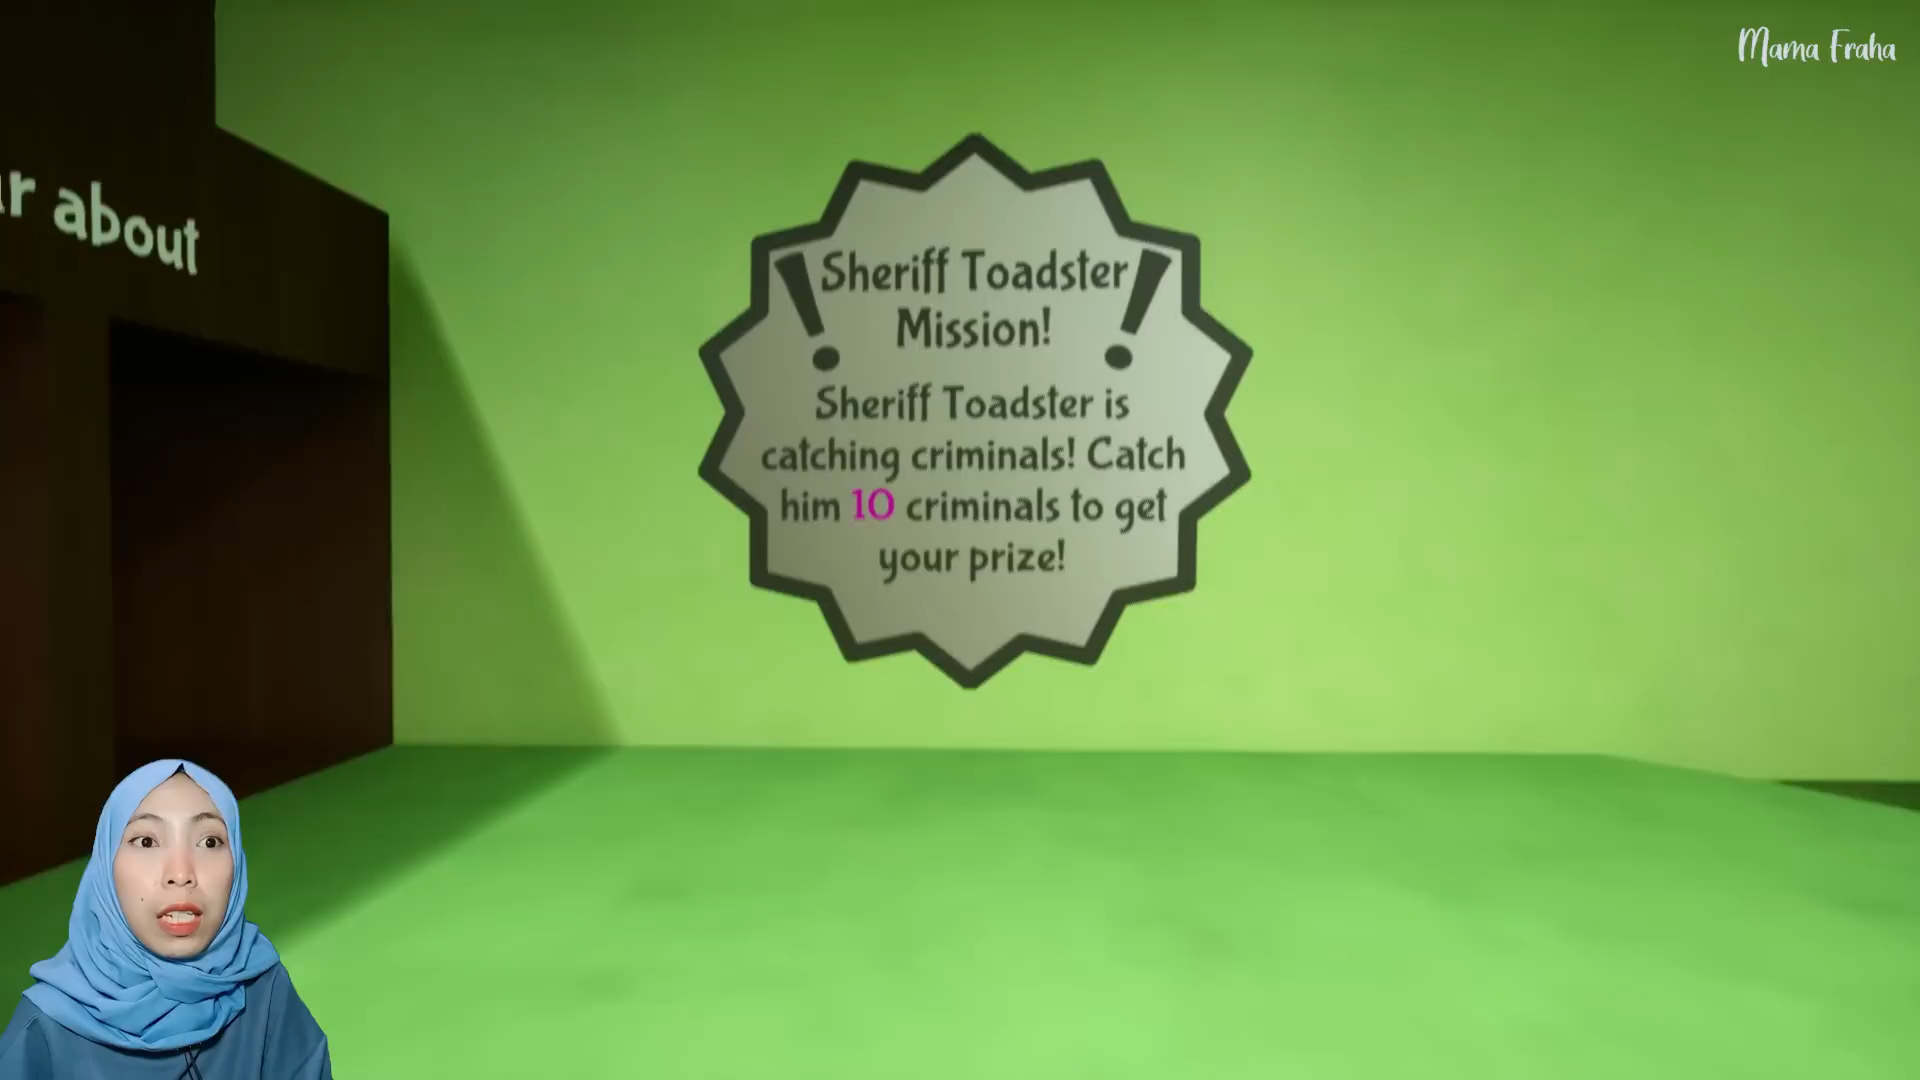 Mama Fraha
r about
Sheriff Toadster
Mission!
Sheriff Toadster is
catching criminals! Catch
him 10 criminals to get
your prize!